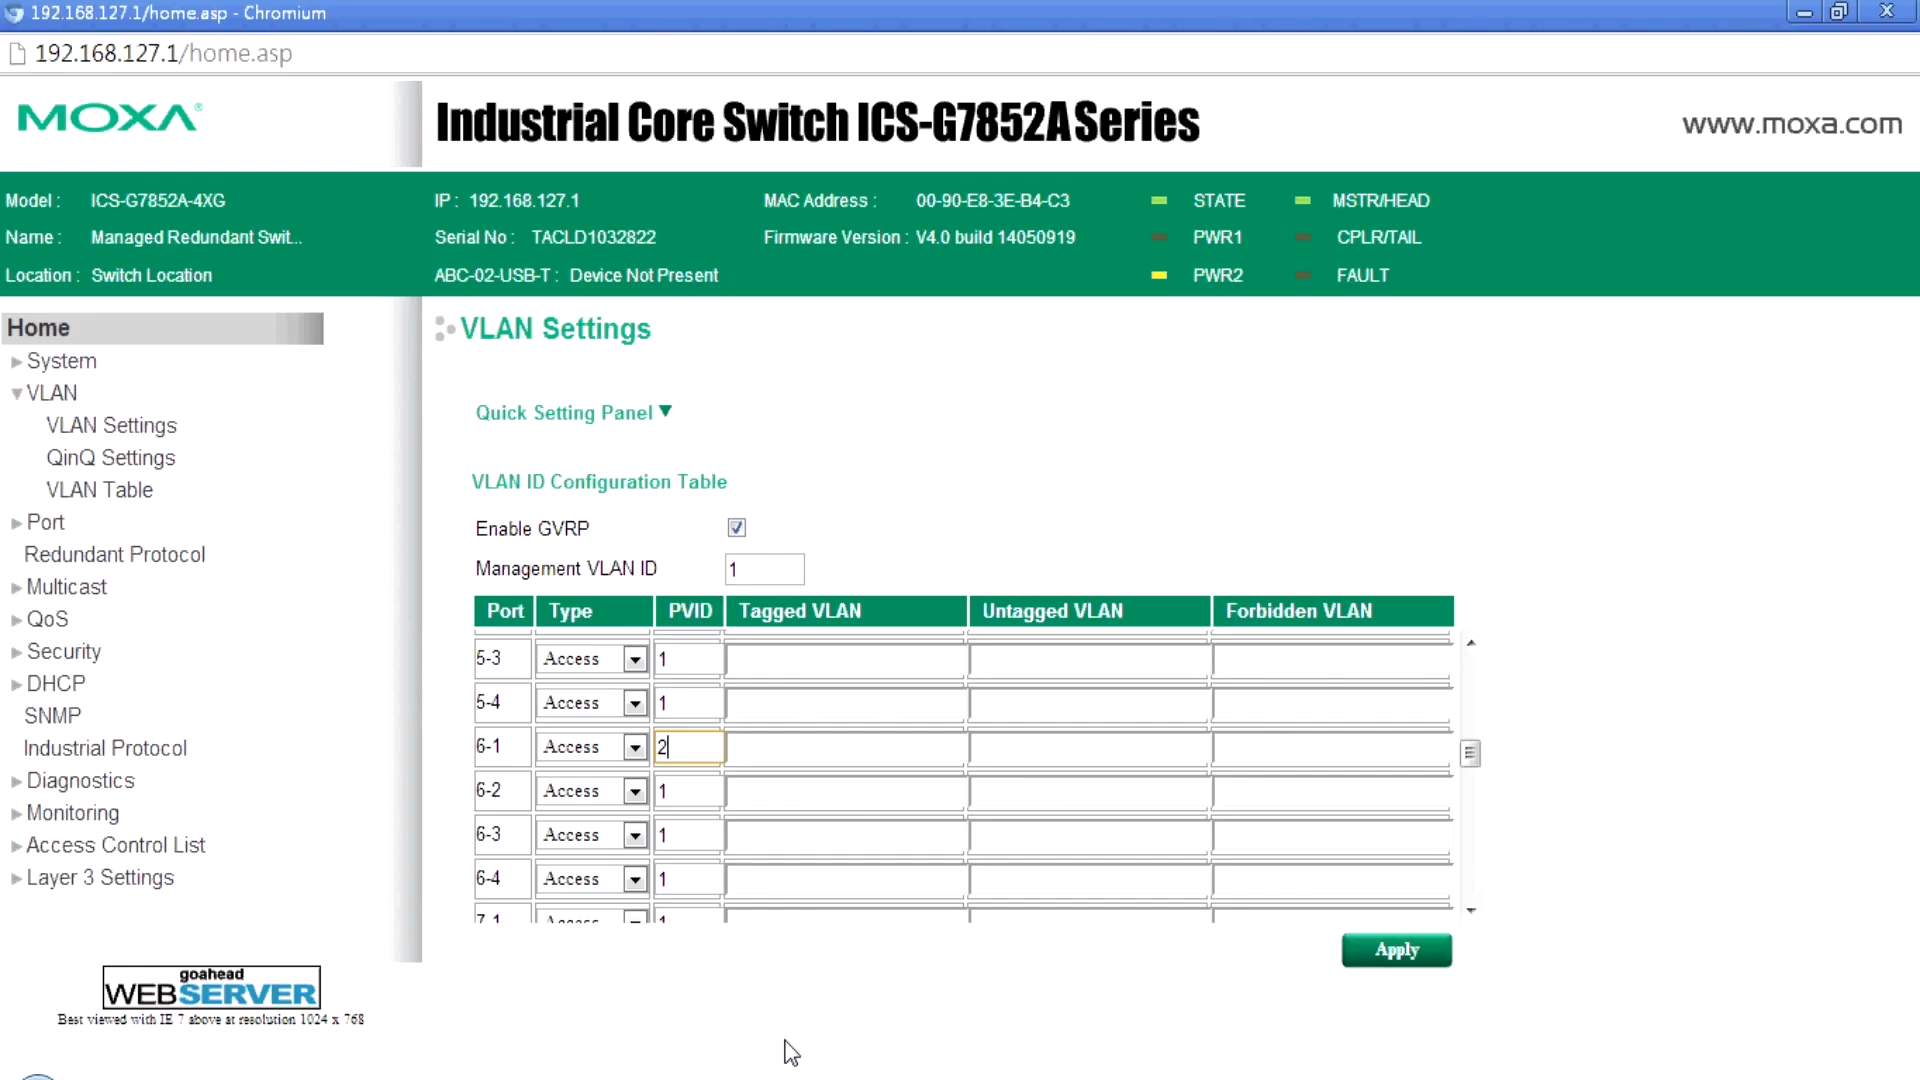 192.168.127.1/home.asp - Chromium
192.168.127.1/home.asp
MOXA®
Industrial Core Switch ICS-G7852A Series
www.moxa.com
Model : ICS-G7852A-4XG IP : 192.168.127.1 MAC Address : 00-90-E8-3E-B4-C3 STATE MSTR/HEAD
Name : Managed Redundant Swit... Serial No : TACLD1032822 Firmware Version : V4.0 build 14050919 PWR1 CPLR/TAIL
Location : Switch Location ABC-02-USB-T : Device Not Present PWR2 FAULT
Home
System
VLAN
VLAN Settings
QinQ Settings
VLAN Table
Port
Redundant Protocol
Multicast
QoS
Security
DHCP
SNMP
Industrial Protocol
Diagnostics
Monitoring
Access Control List
Layer 3 Settings
goahead
WEBSERVER
Best viewed with IE 7 above at resolution 1024 x 768
VLAN Settings
Quick Setting Panel
VLAN ID Configuration Table
Enable GVRP
Management VLAN ID 1
Port Type PVID Tagged VLAN Untagged VLAN Forbidden VLAN
5-3 Access 1
5-4 Access 1
6-1 Access 2
6-2 Access 1
6-3 Access 1
6-4 Access 1
7-1 Access 1
Apply